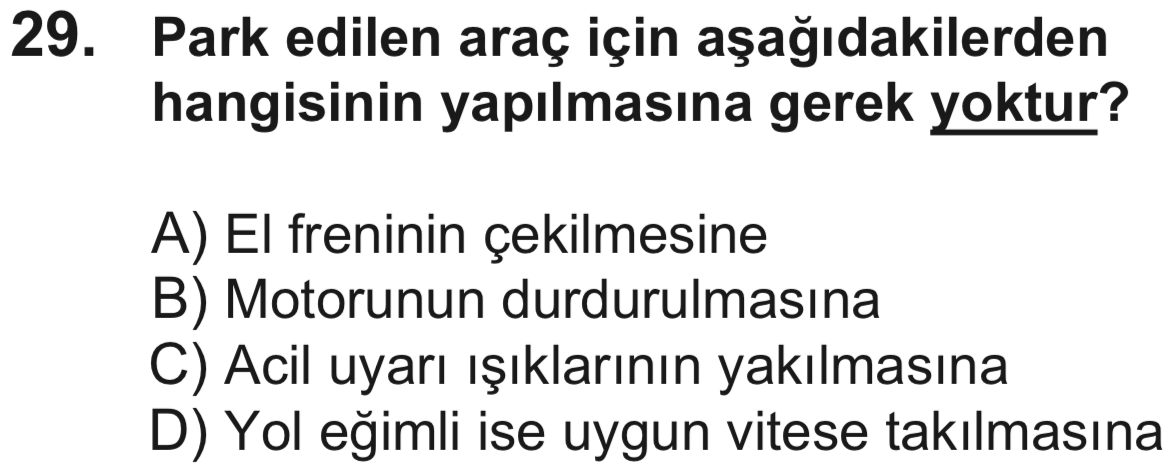 29. Park edilen araç için aşağıdakilerden
hangisinin yapılmasına gerek yoktur?
A) El freninin çekilmesine
B) Motorunun durdurulmasına
C) Acil uyarı ışıklarının yakılmasına
D) Yol eğimli ise uygun vitese takılmasına